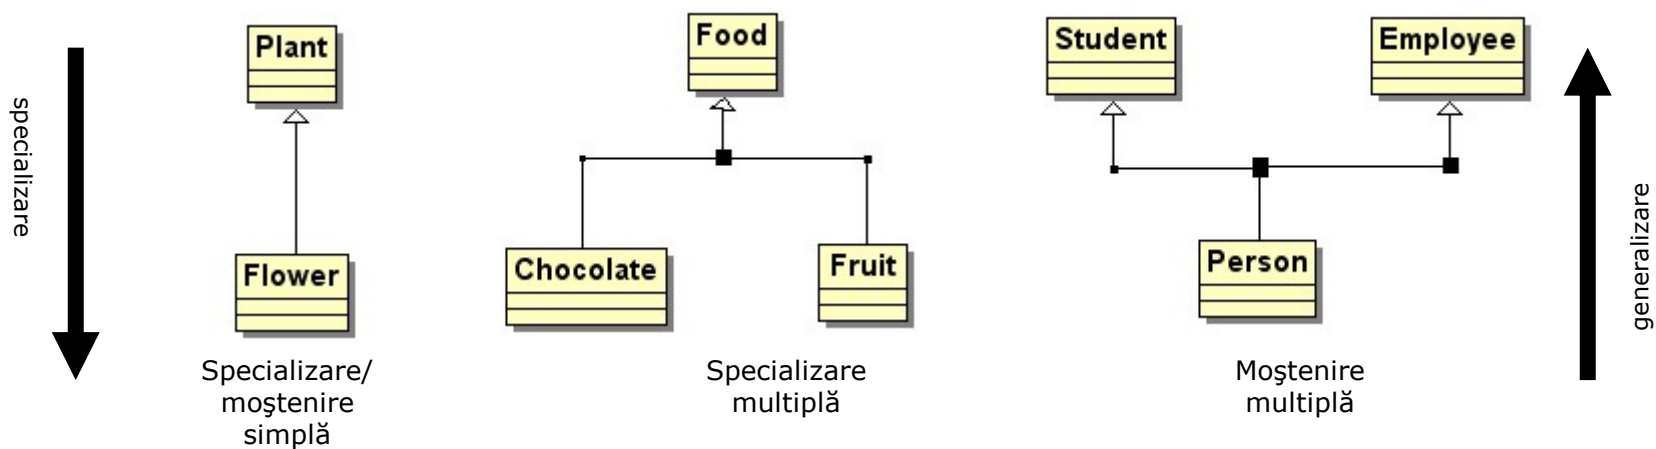 specializare
Plant
Flower
Specializare/
moştenire
simplă
Food
Chocolate
Fruit
Specializare
multiplă
Student
Employee
Person
Moştenire
multiplă
generalizare